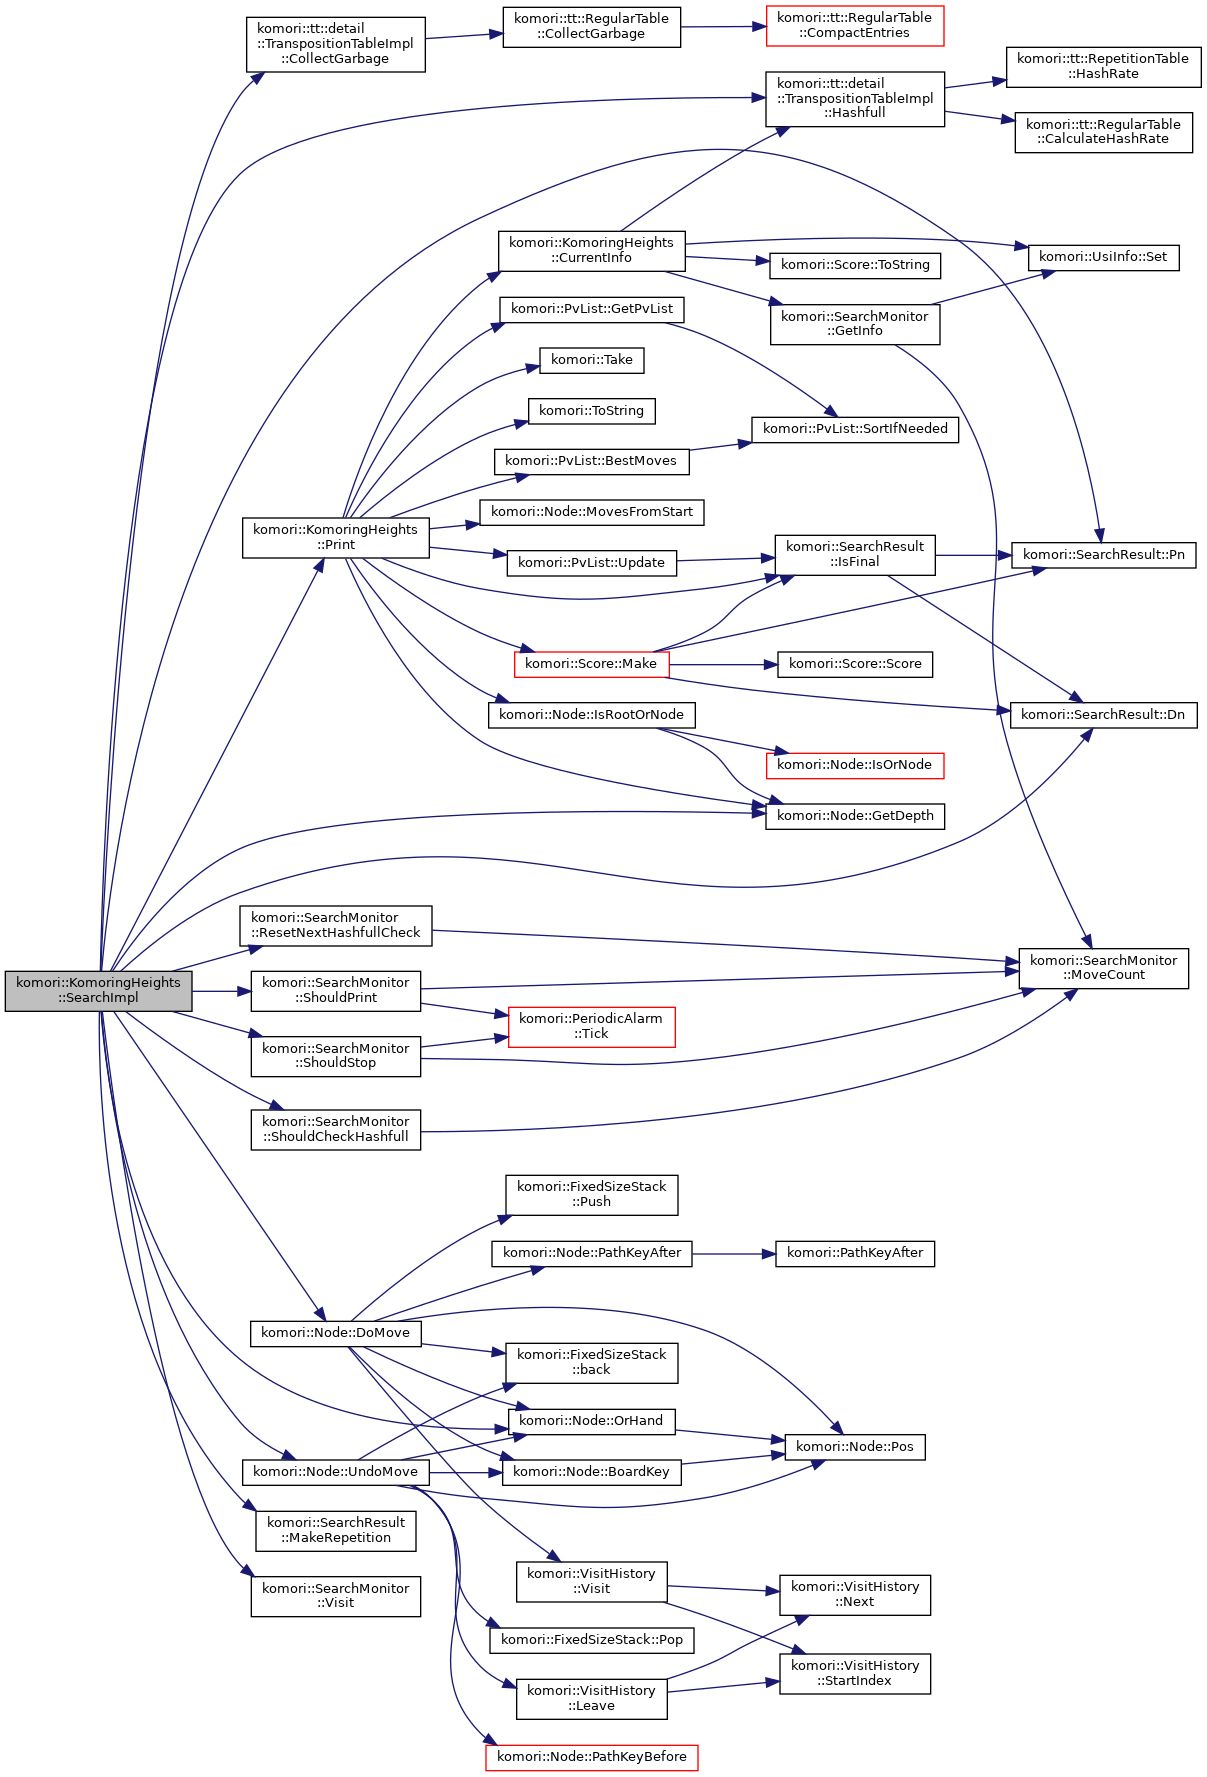 komori::tt::detail
::TranspositionTableImpl
::CollectGarbage
komori::tt::RegularTable
::CollectGarbage
komori::tt::RegularTable
::CompactEntries
komori::tt::detail
::TranspositionTableImpl
::Hashfull
komori::tt::RepetitionTable
::HashRate
komori::tt::RegularTable
::CalculateHashRate
komori::KomoringHeights
::CurrentInfo
komori::UsiInfo::Set
komori::Score::ToString
komori::PvList::GetPvList
komori::SearchMonitor
::GetInfo
komori::Take
komori::ToString
komori::PvList::SortIfNeeded
komori::PvList::BestMoves
komori::Node::MovesFromStart
komori::KomoringHeights
::Print
komori::PvList::Update
komori::SearchResult
::IsFinal
komori::SearchResult::Pn
komori::Score::Make
komori::Score::Score
komori::Node::IsRootOrNode
komori::SearchResult::Dn
komori::Node::IsOrNode
komori::Node::GetDepth
komori::SearchMonitor
::ResetNextHashfullCheck
komori::SearchMonitor
::MoveCount
komori::KomoringHeights
::SearchImpl
komori::SearchMonitor
::ShouldPrint
komori::PeriodicAlarm
::Tick
komori::SearchMonitor
::ShouldStop
komori::SearchMonitor
::ShouldCheckHashfull
komori::FixedSizeStack
::Push
komori::Node::PathKeyAfter
komori::PathKeyAfter
komori::Node::DoMove
komori::FixedSizeStack
::back
komori::Node::OrHand
komori::Node::Pos
komori::Node::UndoMove
komori::Node::BoardKey
komori::SearchResult
::MakeRepetition
komori::SearchMonitor
::Visit
komori::VisitHistory
::Visit
komori::VisitHistory
::Next
komori::FixedSizeStack::Pop
komori::VisitHistory
::StartIndex
komori::VisitHistory
::Leave
komori::Node::PathKeyBefore